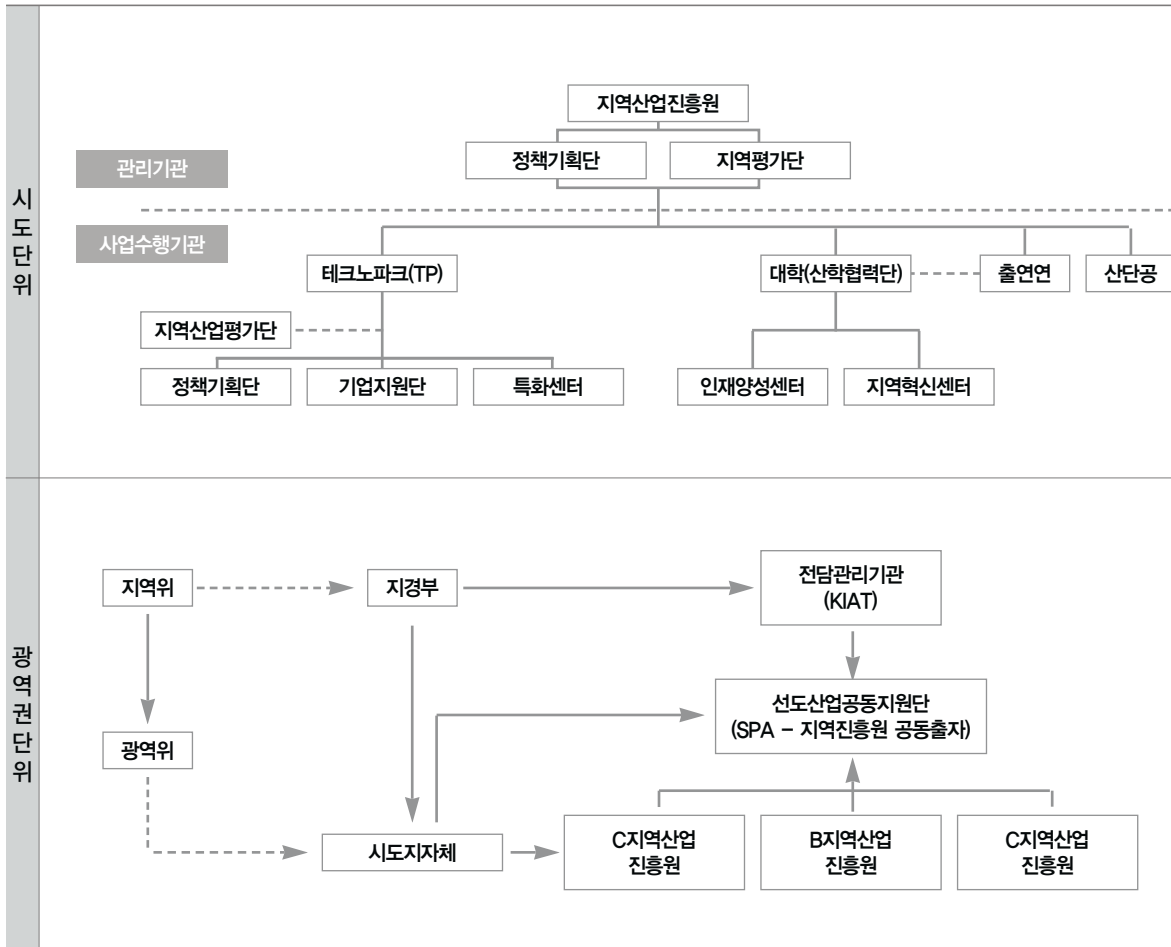 시도단위
지역산업진흥원
정책기획단
지역평가단
관리기관
사업수행기관
테크노파크(TP)
대학(산학협력단)
출연연
산단공
지역산업평가단
정책기획단
기업지원단
특화센터
인재양성센터
지역혁신센터
광역권단위
지역위
지경부
전담관리기관
(KIAT)
선도산업공동지원단
(SPA - 지역진흥원 공동출자)
광역위
시도지자체
C지역산업
진흥원
B지역산업
진흥원
C지역산업
진흥원